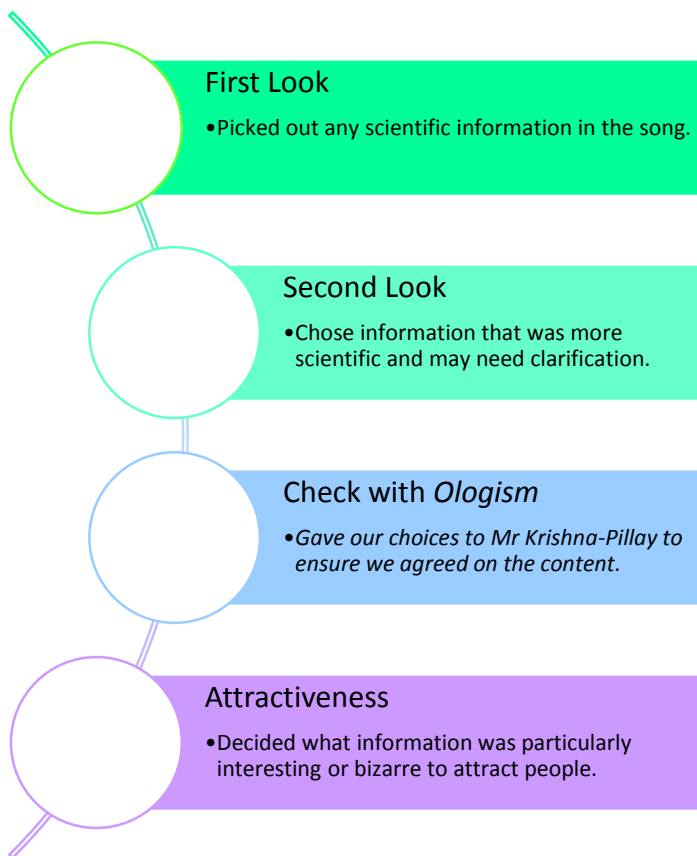 First Look
•Picked out any scientific information in the song.
Second Look
•Chose information that was more
scientific and may need clarification.
Check with Ologism
•Gave our choices to Mr Krishna-Pillay to
ensure we agreed on the content.
Attractiveness
•Decided what information was particularly
interesting or bizarre to attract people.